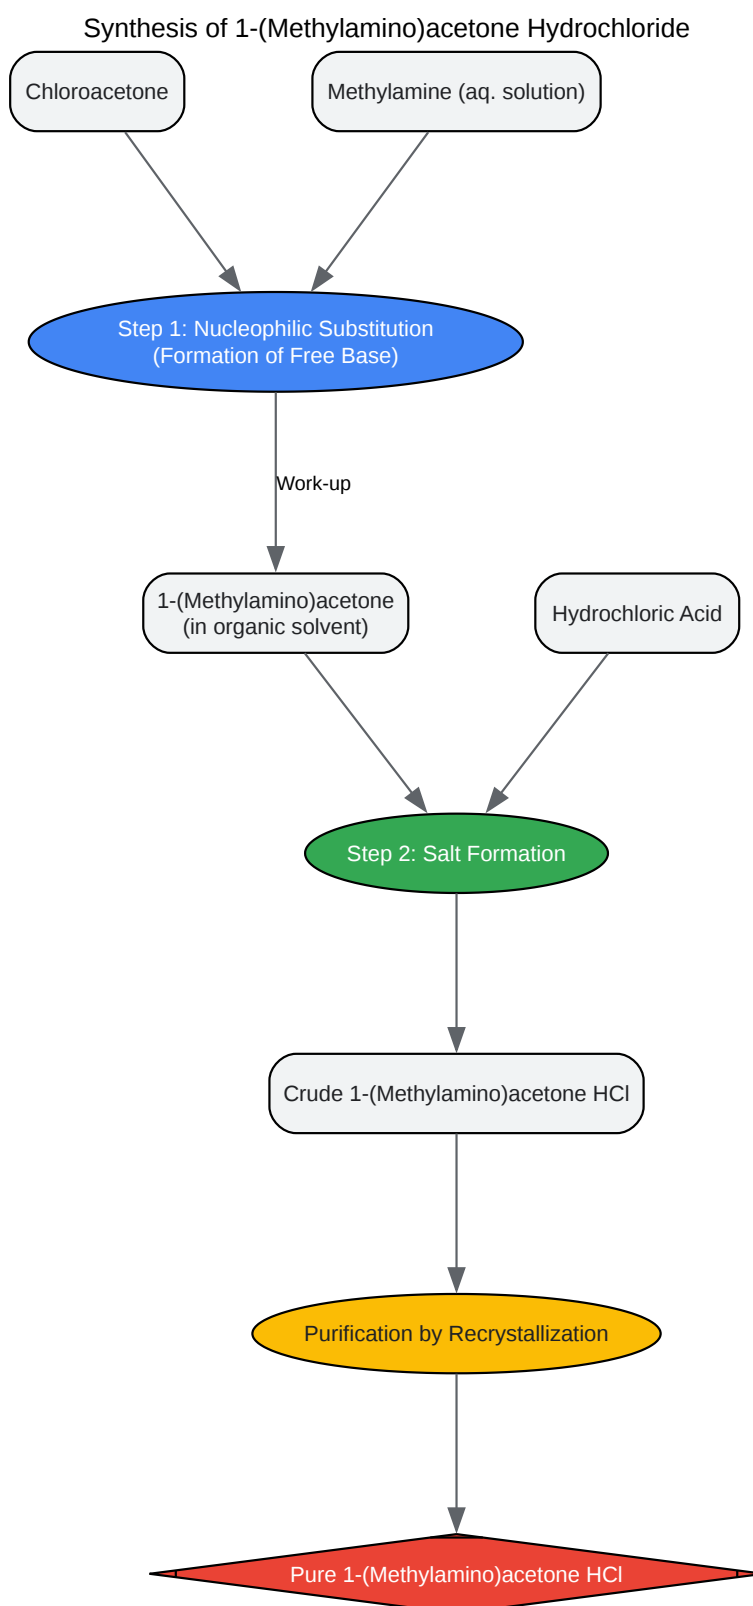 Synthesis of 1-(Methylamino)acetone Hydrochloride
Chloroacetone
Methylamine (aq. solution)
Step 1: Nucleophilic Substitution
(Formation of Free Base)
Work-up
1-(Methylamino)acetone
(in organic solvent)
Hydrochloric Acid
Step 2: Salt Formation
Crude 1-(Methylamino)acetone HCl
Purification by Recrystallization
Pure 1-(Methylamino)acetone HCl